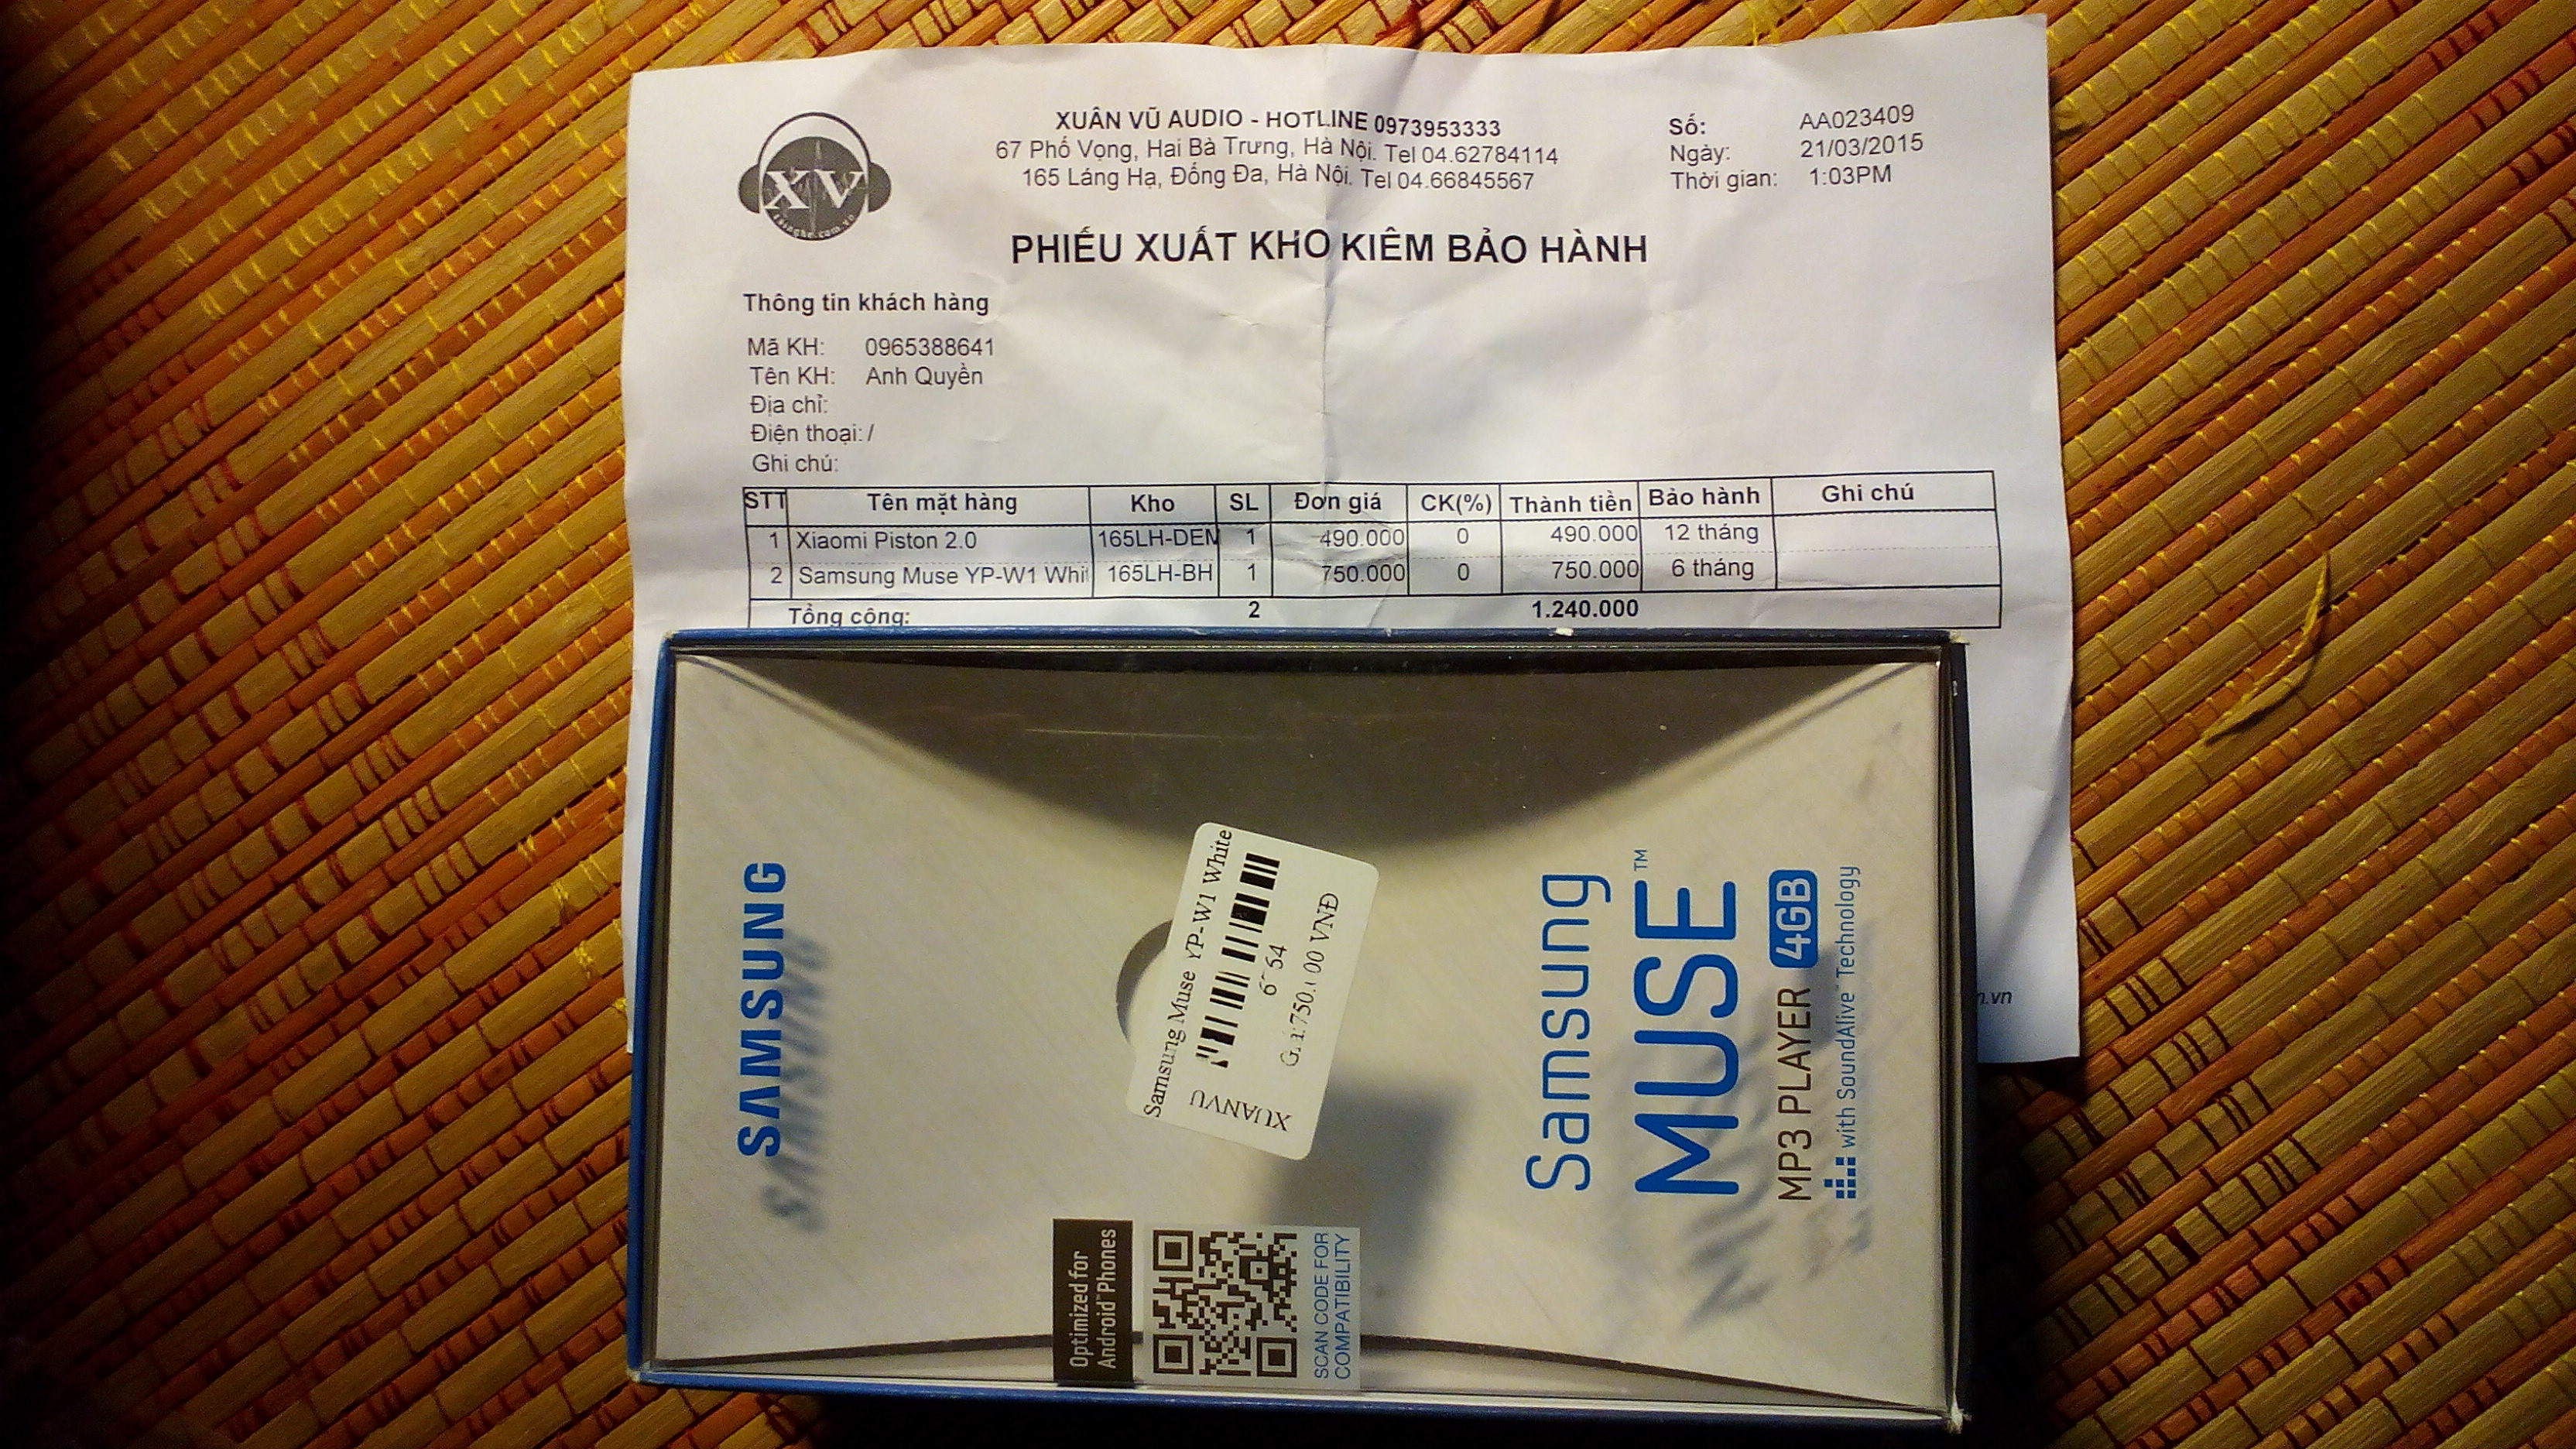 XUÂN VŨ AUDIO - HOTLINE 0973953333
67 Phố Vọng, Hai Bà Trưng, Hà Nội. Tel 04.62784114
165 Láng Hạ, Đống Đa, Hà Nội. Tel 04.66845567
Số: AA023409
Ngày: 21/03/2015
Thời gian: 1:03PM
XV
PHIẾU XUẤT KHO KIÊM BẢO HÀNH
Thông tin khách hàng
Mã KH: 0965388641
Tên KH: Anh Quyền
Địa chỉ:
Điện thoại: /
Ghi chú:
STT Tên mặt hàng Kho SL Đơn giá CK(%) Thành tiền Bảo hành Ghi chú
1 Xiaomi Piston 2.0 165LH-DEM 1 490.000 0 490.000 12 tháng
2 Samsung Muse YP-W1 Whi 165LH-BH 1 750.000 0 750.000 6 tháng
Tổng cộng: 2 1.240.000
n.vn
SAMSUNG
Samsung Muse YP-W1 White
XUANVU
Samsung
MUSE™
MP3 PLAYER 4GB
with SoundAlive™ Technology
Optimized for
Android™ Phones
SCAN CODE FOR
COMPATIBILITY